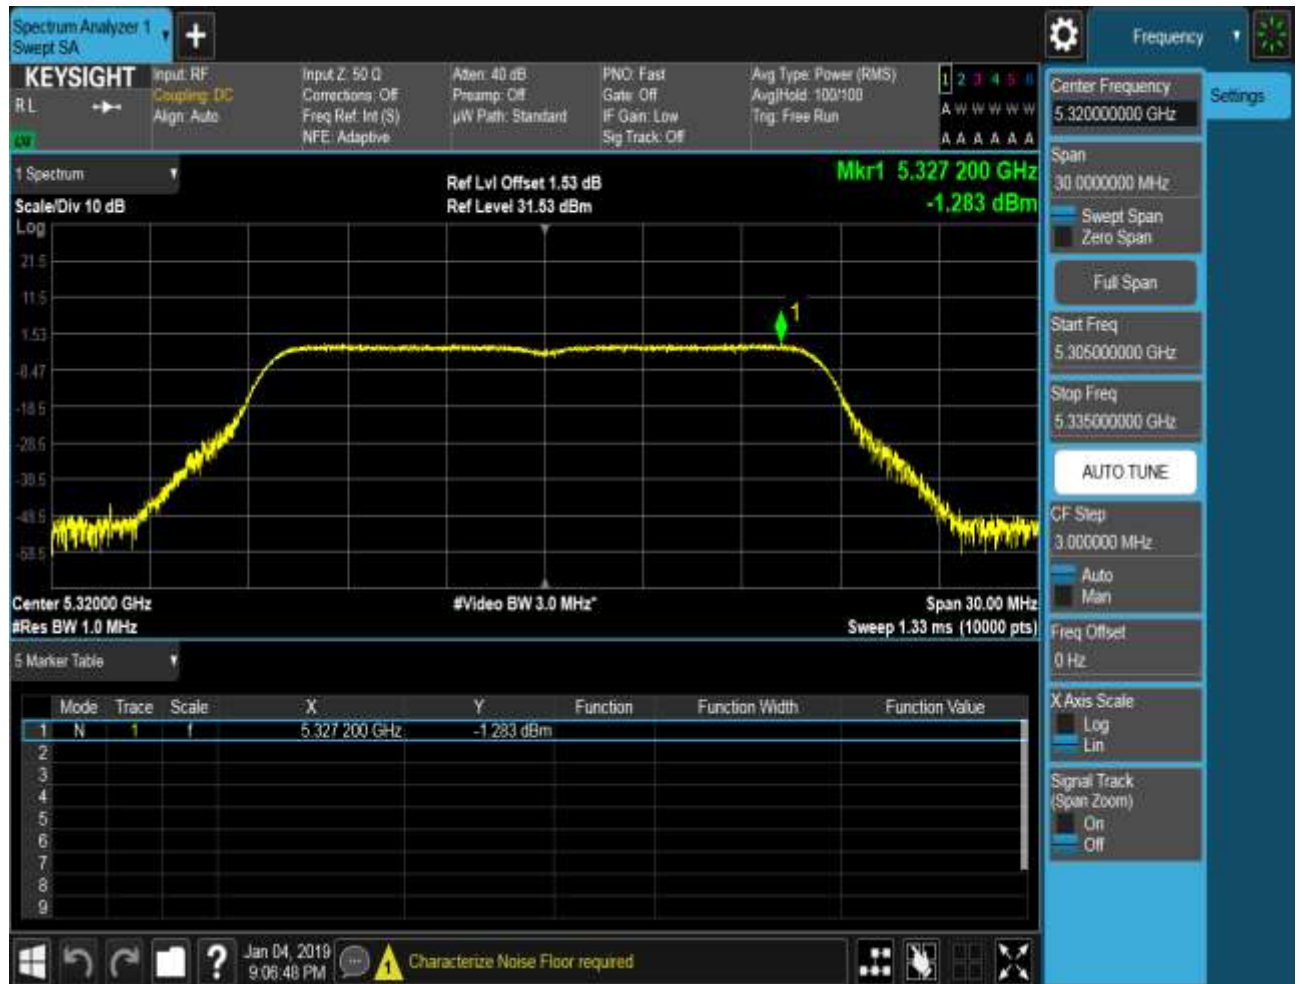 Spectrum Analyzer 1
Swept SA
+
Frequency
KEYSIGHT
R L
Input: RF
Coupling: DC
Align: Auto
Input Z: 50 Ω
Corrections: Off
Freq Ref: Int (S)
NFE: Adaptive
Atten: 40 dB
Preamp: Off
µW Path: Standard
PNO: Fast
Gate: Off
IF Gain: Low
Sig Track: Off
Avg Type: Power (RMS)
Avg|Hold: 100/100
Trig: Free Run
1 2 3 4 5 6
A W W W W W
A A A A A A
1 Spectrum
Scale/Div 10 dB
Ref Lvl Offset 1.53 dB
Ref Level 31.53 dBm
Mkr1 5.327 200 GHz
-1.283 dBm
Log
21.5
11.5
1.53
-8.47
-18.5
-28.5
-38.5
-48.5
-58.5
1
Center 5.32000 GHz
#Res BW 1.0 MHz
#Video BW 3.0 MHz*
Span 30.00 MHz
Sweep 1.33 ms (10000 pts)
5 Marker Table
Mode Trace Scale X Y Function Function Width Function Value
1 N 1 f 5.327 200 GHz -1.283 dBm
2
3
4
5
6
7
8
9
Center Frequency
5.320000000 GHz
Settings
Span
30.0000000 MHz
Swept Span
Zero Span
Full Span
Start Freq
5.305000000 GHz
Stop Freq
5.335000000 GHz
AUTO TUNE
CF Step
3.000000 MHz
Auto
Man
Freq Offset
0 Hz
X Axis Scale
Log
Lin
Signal Track
(Span Zoom)
On
Off
?
Jan 04, 2019
9:06:48 PM
1
Characterize Noise Floor required